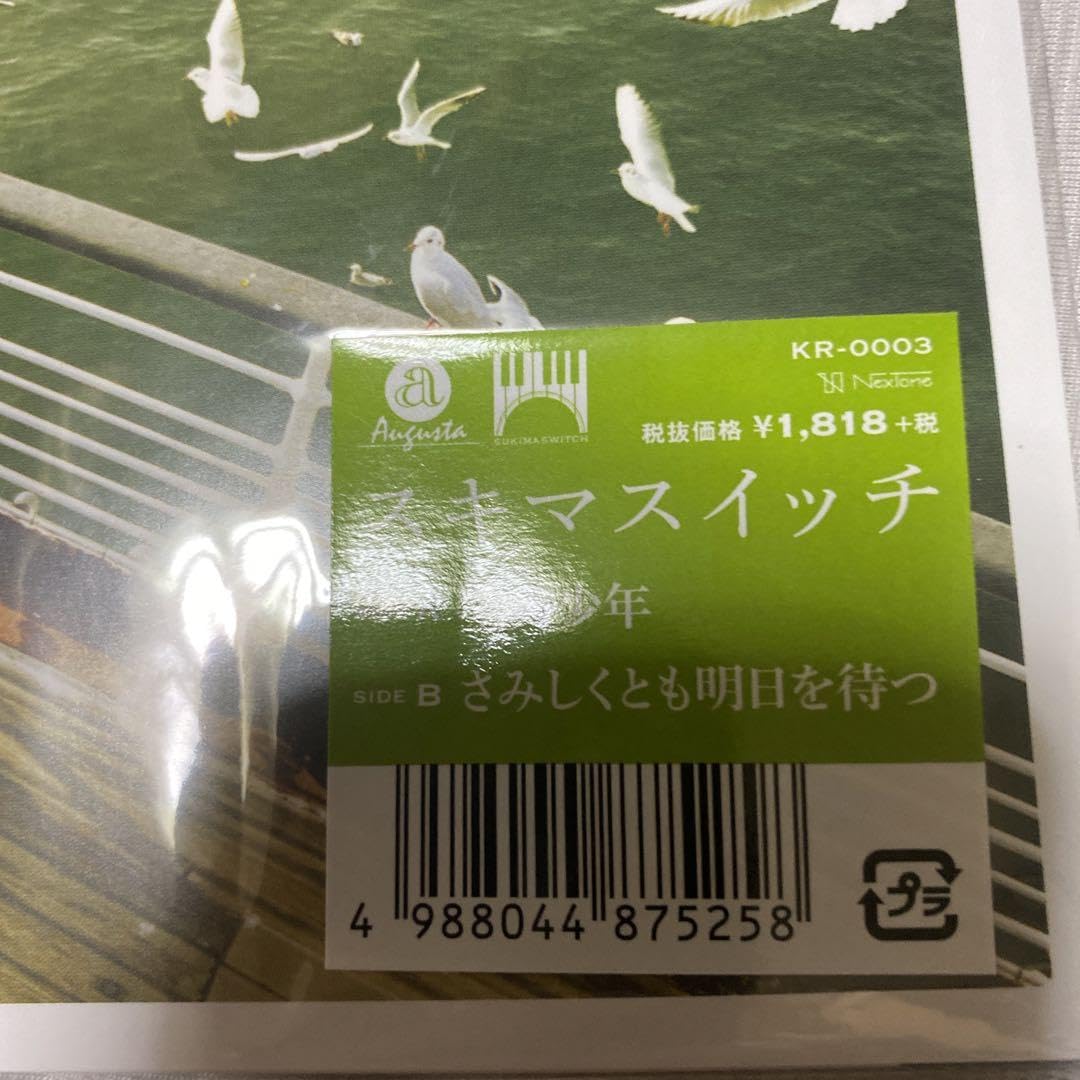 KR-0003
a
Augusta
SUKIMASWITCH
NexTone
税抜価格 ¥1,818 +税
スキマスイッチ
少年
SIDE B さみしくとも明日を待つ
4 988044 875258
プラ